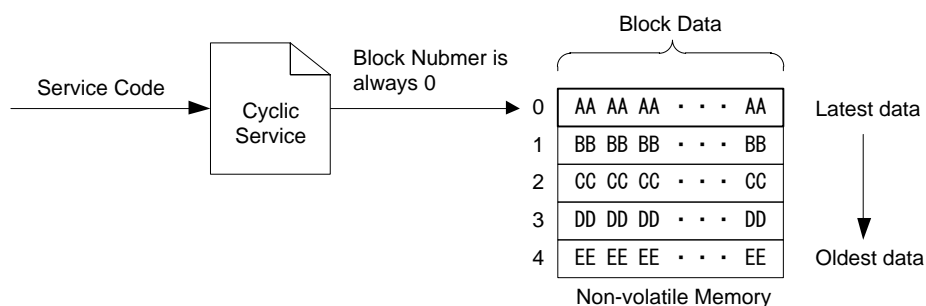 Block Data
Service Code
Cyclic
Service
Block Nubmer is
always 0
0 AA AA AA ・・・ AA Latest data
1 BB BB BB ・・・ BB
2 CC CC CC ・・・ CC
3 DD DD DD ・・・ DD
4 EE EE EE ・・・ EE Oldest data
Non-volatile Memory